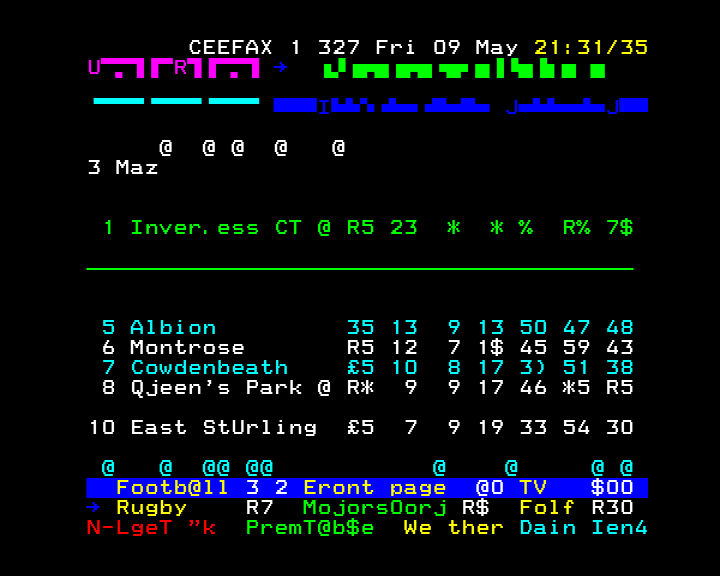 CEEFAX 1 327 Fri 09 May 21:31/35
@ @ @ @ @
3 Maz
1 Inver.ess CT @ R5 23 * * % R% 7$
5 Albion 35 13 9 13 50 47 48
6 Montrose R5 12 7 1$ 45 59 43
7 Cowdenbeath £5 10 8 17 3) 51 38
8 Qjeen's Park @ R* 9 9 17 46 *5 R5
10 East StUrling £5 7 9 19 33 54 30
@ @ @@ @@ @ @ @ @
Footb@ll 3 2 Eront page @0 TV $00
→ Rugby R7 MojorsOorj R$ Folf R30
N-LgeT ”k PremT@b$e We ther Dain Ien4